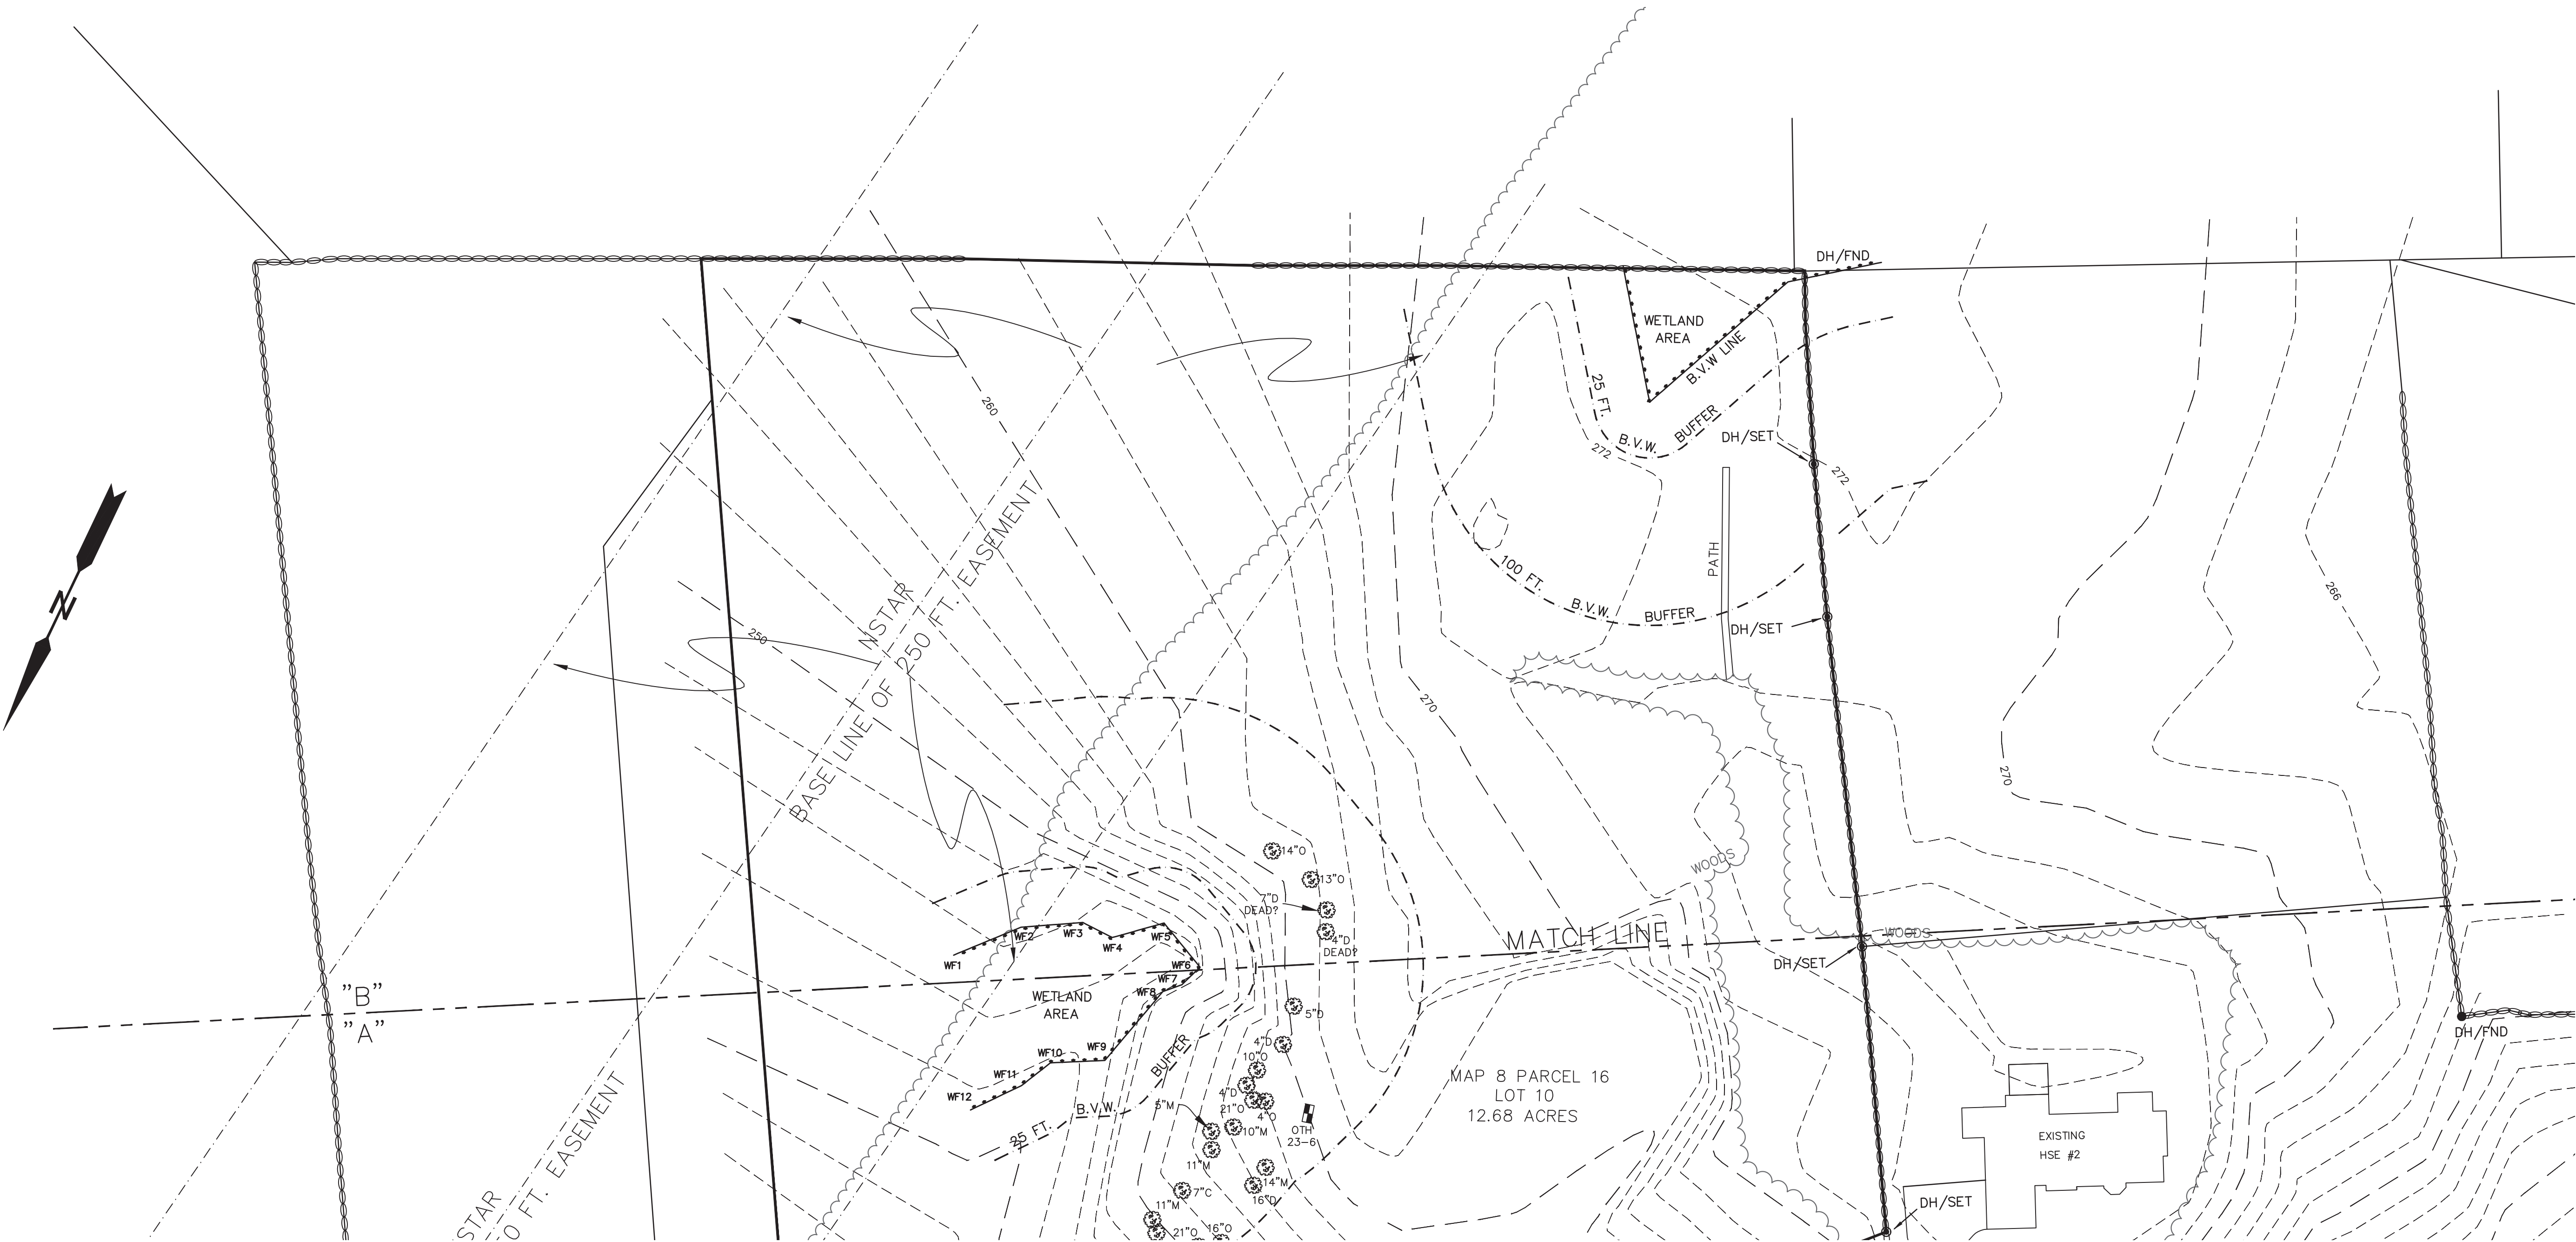 DH/FND
WETLAND
AREA
B.V.W LINE
25 FT.
B.V.W.
BUFFER
260
DH/SET
272
272
PATH
100 FT.
B.V.W.
BUFFER
DH/SET
266
N
NSTAR
BASE LINE OF 250 FT. EASEMENT
250
270
270
14"O
13"O
7"D
DEAD?
4"D
DEAD?
WOODS
WOODS
MATCH LINE
DH/SET
WF1
WF2
WF3
WF4
WF5
WF6
WF7
WF8
WF9
WF10
WF11
WF12
WETLAND
AREA
"B"
"A"
5"D
4"D
10"O
4"D
21"O
4"O
5"M
10"M
11"M
OTH
23-6
14"M
16"D
7"C
11"M
21"O
16"O
25 FT.
B.V.W.
BUFFER
MAP 8 PARCEL 16
LOT 10
12.68 ACRES
DH/FND
EXISTING
HSE #2
DH/SET
STAR
0 FT. EASEMENT